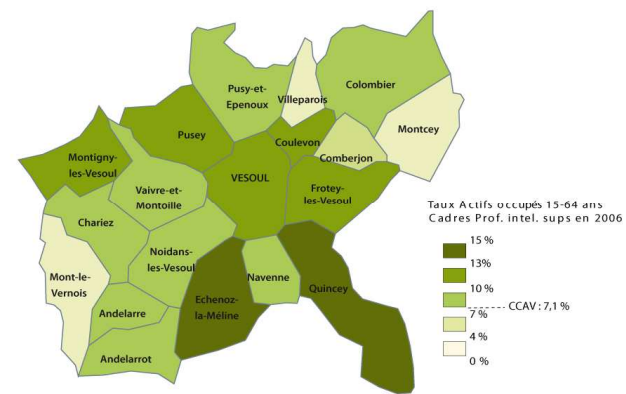 Pusy-et-
Epenoux
Villeparois
Colombier
Montcey
Pusey
Coulevon
Comberjon
Montigny-
les-Vesoul
VESOUL
Frotey-
les-Vesoul
Vaivre-et-
Montoille
Chariez
Noidans-
les-Vesoul
Mont-le-
Vernois
Navenne
Quincey
Echenoz-
la-Méline
Andelarre
Andelarrot
Taux Actifs occupés 15-64 ans
Cadres Prof. intel. sups en 2006
15 %
13 %
10 %
CCAV : 7,1 %
7 %
4 %
0 %